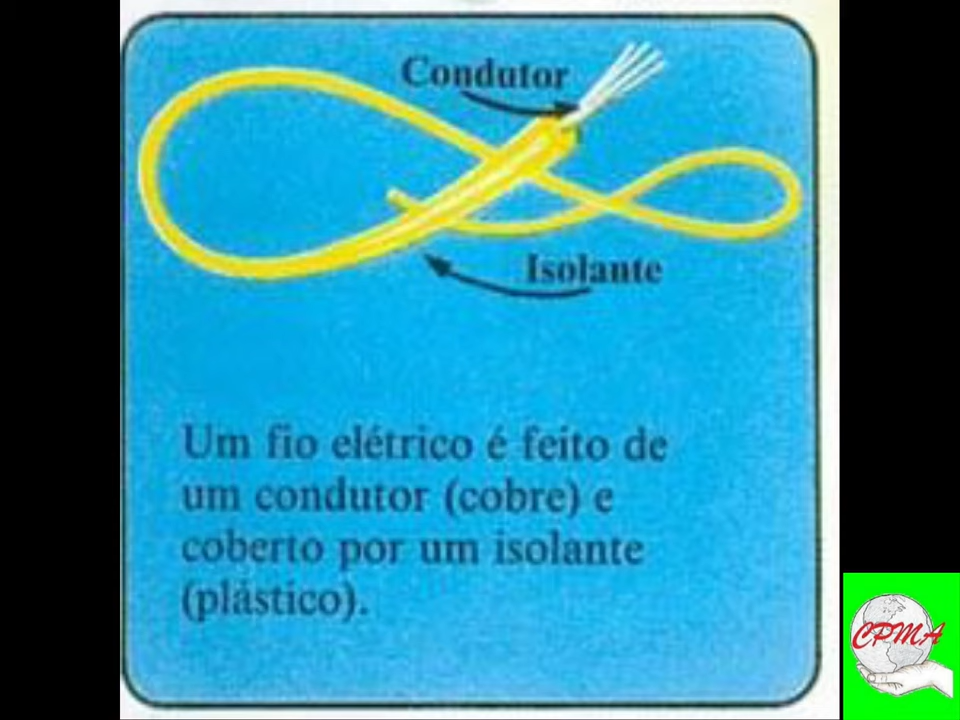 Condutor
Isolante
Um fio elétrico é feito de
um condutor (cobre) e
coberto por um isolante
(plástico).
CPMA